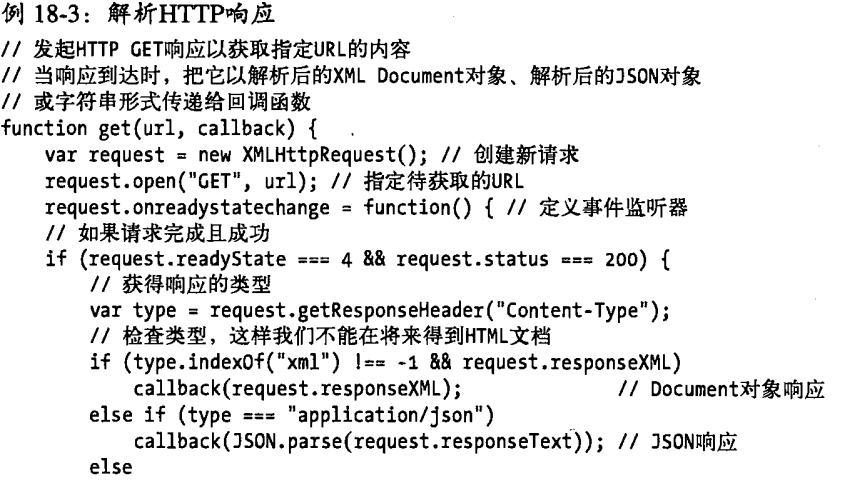 例 18-3：解析HTTP响应
// 发起HTTP GET响应以获取指定URL的内容
// 当响应到达时，把它以解析后的XML Document对象、解析后的JSON对象
// 或字符串形式传递给回调函数
function get(url, callback) {
    var request = new XMLHttpRequest(); // 创建新请求
    request.open("GET", url); // 指定待获取的URL
    request.onreadystatechange = function() { // 定义事件监听器
    // 如果请求完成且成功
    if (request.readyState === 4 && request.status === 200) {
        // 获得响应的类型
        var type = request.getResponseHeader("Content-Type");
        // 检查类型，这样我们不能在将来得到HTML文档
        if (type.indexOf("xml") !== -1 && request.responseXML)
            callback(request.responseXML);              // Document对象响应
        else if (type === "application/json")
            callback(JSON.parse(request.responseText)); // JSON响应
        else